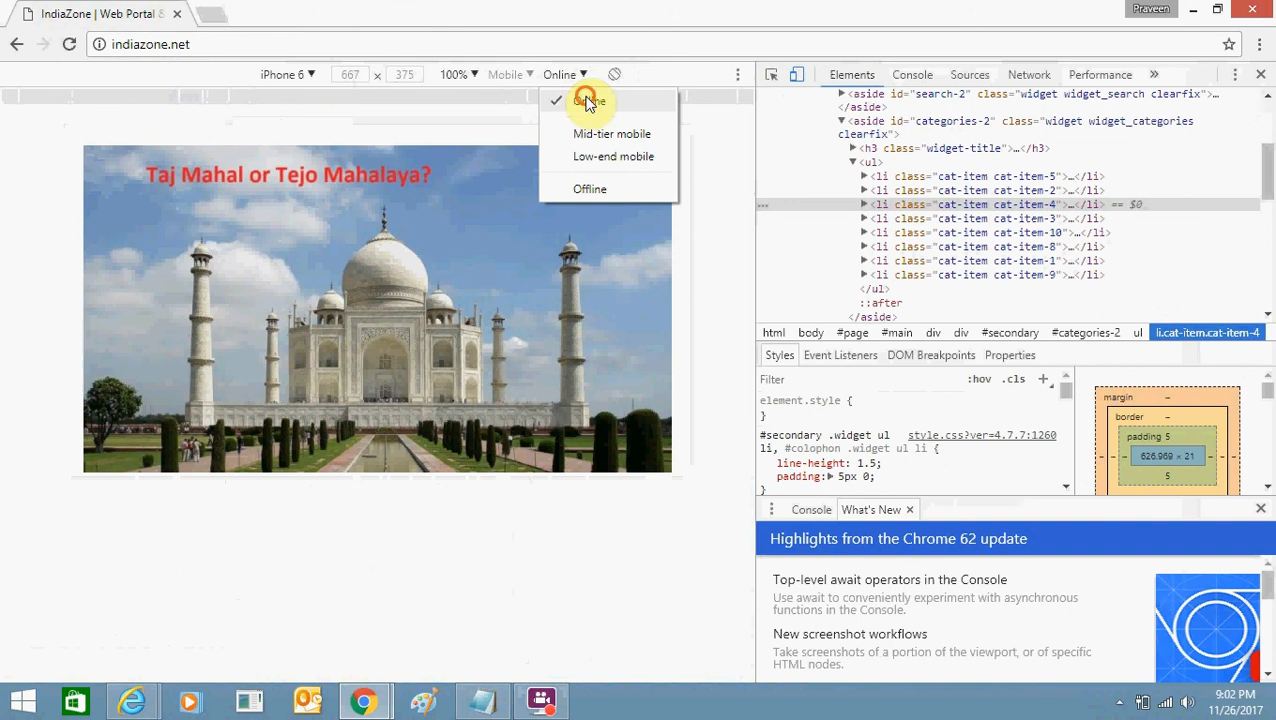 IndiaZone | Web Portal
Praveen
indiazone.net
iPhone 6 667 x 375 100% Mobile Online
Mid-tier mobile
Low-end mobile
Offline
Taj Mahal or Tejo Mahalaya?
Elements Console Sources Network Performance »
<aside id="search-2" class="widget widget_search clearfix">…
</aside>
<aside id="categories-2" class="widget widget_categories
clearfix">
<h3 class="widget-title">…</h3>
<ul>
<li class="cat-item cat-item-5">…</li>
<li class="cat-item cat-item-2">…</li>
… <li class="cat-item cat-item-4">…</li> == $0
<li class="cat-item cat-item-3">…</li>
<li class="cat-item cat-item-10">…</li>
<li class="cat-item cat-item-8">…</li>
<li class="cat-item cat-item-1">…</li>
<li class="cat-item cat-item-9">…</li>
</ul>
::after
</aside>
html body #page #main div div #secondary #categories-2 ul li.cat-item.cat-item-4
Styles Event Listeners DOM Breakpoints Properties
Filter :hov .cls +
element.style {
}
#secondary .widget ul style.css?ver=4.7.7:1260
li, #colophon .widget ul li {
line-height: 1.5;
padding: 5px 0;
}
margin –
border –
padding 5
– – 626.969 × 21 – –
5
Console What's New
Highlights from the Chrome 62 update
Top-level await operators in the Console
Use await to conveniently experiment with asynchronous
functions in the Console.
New screenshot workflows
Take screenshots of a portion of the viewport, or of specific
HTML nodes.
9:02 PM
11/26/2017